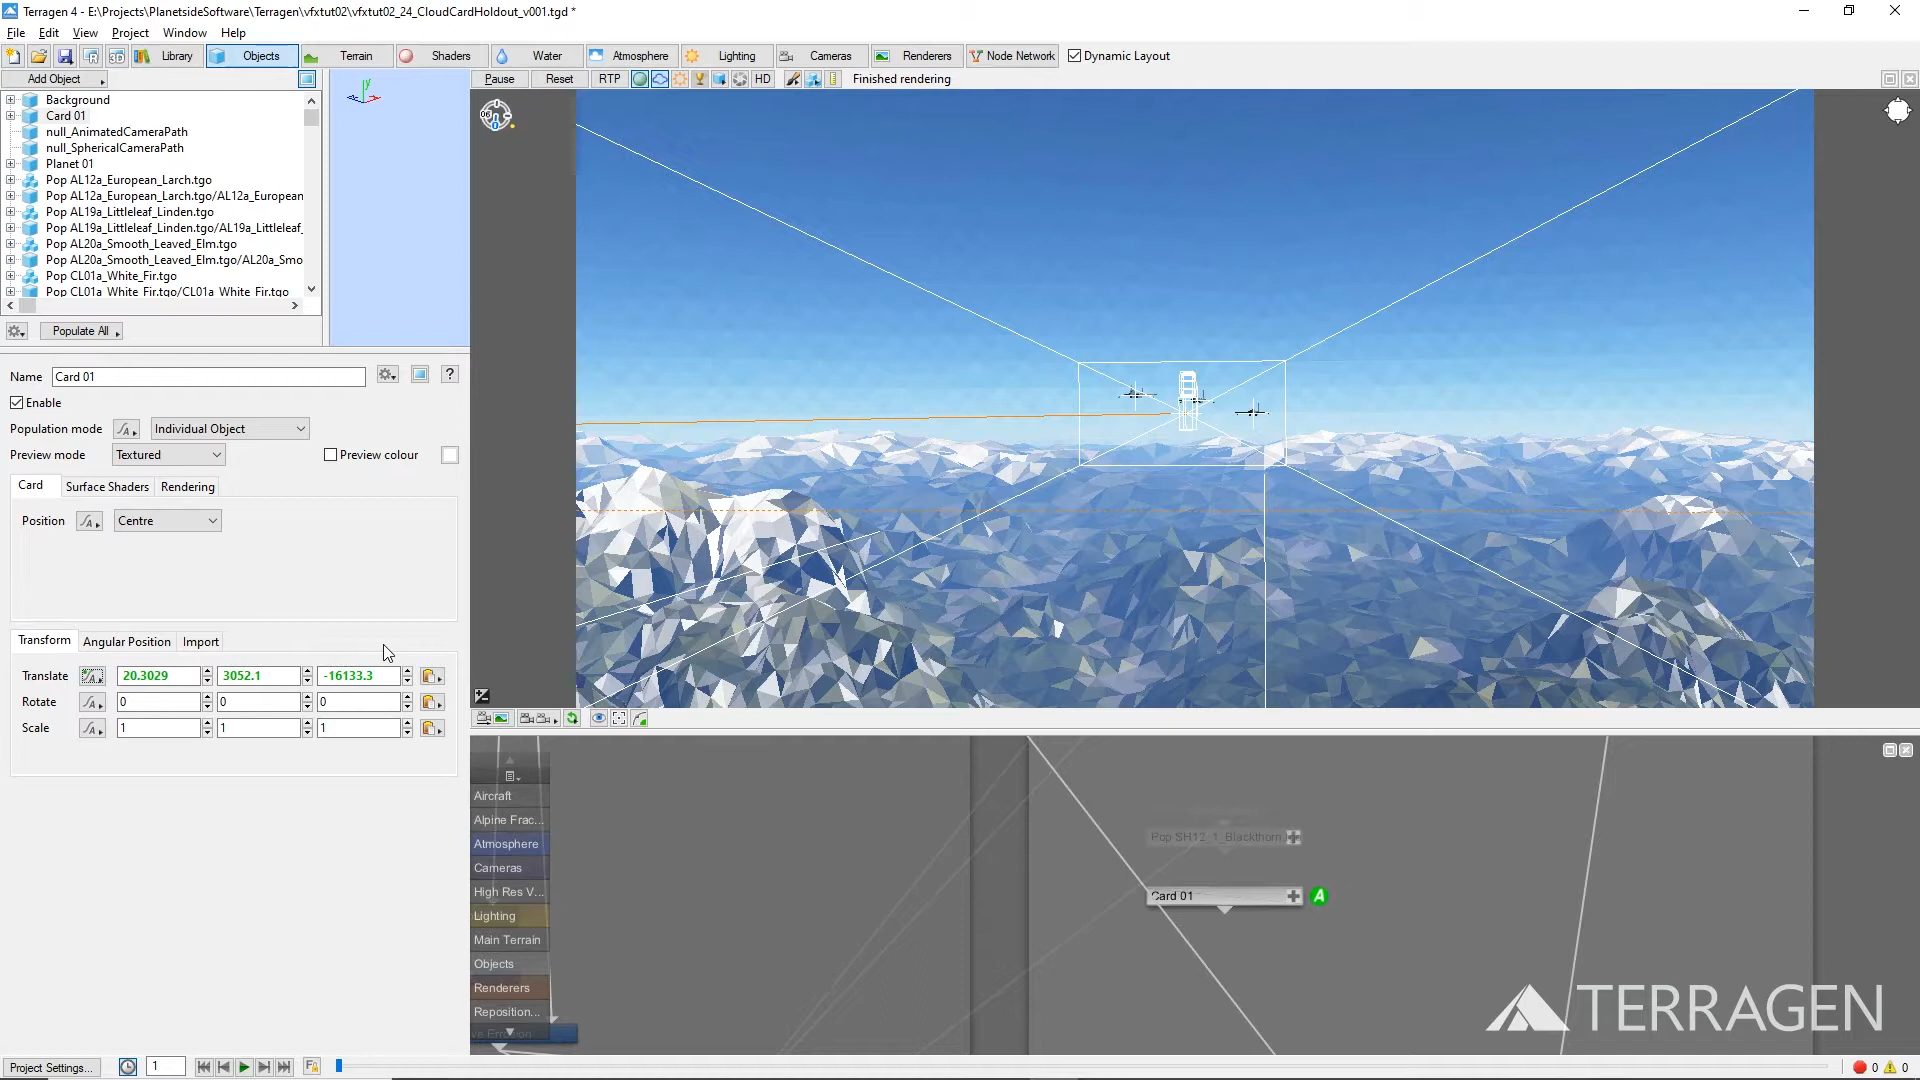 Terragen 4 - E:\Projects\PlanetsideSoftware\Terragen\vfxtut02\vfxtut02_24_CloudCardHoldout_v001.tgd *
File Edit View Project Window Help
Library Objects Terrain Shaders Water Atmosphere Lighting Cameras Renderers Node Network Dynamic Layout
Add Object Pause Reset RTP HD Finished rendering
Background
Card 01
null_AnimatedCameraPath
null_SphericalCameraPath
Planet 01
Pop AL12a_European_Larch.tgo
Pop AL12a_European_Larch.tgo/AL12a_European
Pop AL19a_Littleleaf_Linden.tgo
Pop AL19a_Littleleaf_Linden.tgo/AL19a_Littleleaf_
Pop AL20a_Smooth_Leaved_Elm.tgo
Pop AL20a_Smooth_Leaved_Elm.tgo/AL20a_Smo
Pop CL01a_White_Fir.tgo
Pop CL01a_White_Fir.tgo/CL01a_White_Fir.tgo
Populate All
Name Card 01 ?
Enable
Population mode Individual Object
Preview mode Textured Preview colour
Card Surface Shaders Rendering
Position Centre
Transform Angular Position Import
Translate 20.3029 3052.1 -16133.3
Rotate 0 0 0
Scale 1 1 1
Aircraft
Alpine Frac...
Atmosphere
Cameras
High Res V...
Lighting
Main Terrain
Objects
Renderers
Reposition...
Pop SH12_1_Blackthorn
Card 01 A
TERRAGEN
Project Settings... 1 0 0